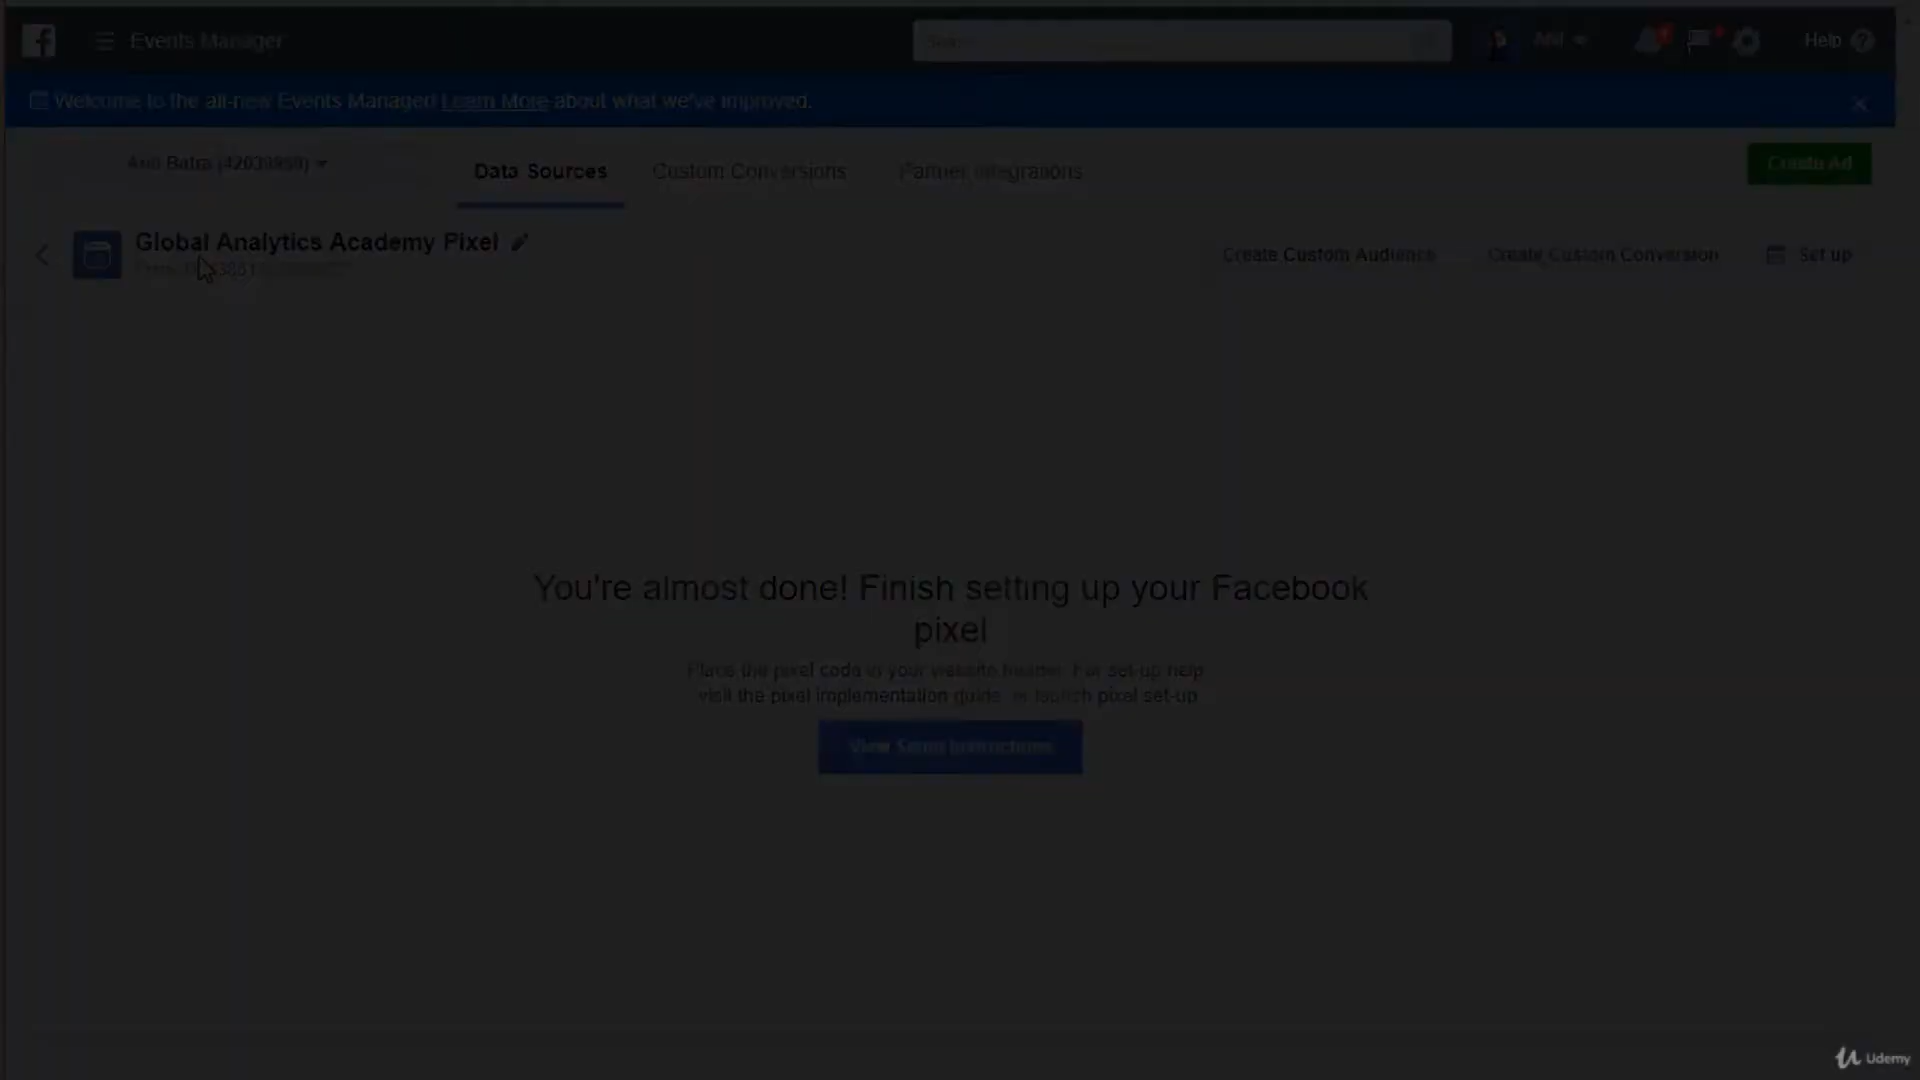 Events Manager
Help
Welcome to the all-new Events Manager! Learn More about what we've improved.
Batra (42039899)
Data Sources
Custom Conversions
Partner Integrations
Create Ad
Global Analytics Academy Pixel
Create Custom Audience
Create Custom Conversion
Set up
You're almost done! Finish setting up your Facebook
pixel
Place the pixel code in your website header. For set-up help
visit the pixel implementation guide, or launch pixel set-up
View Setup Instructions
Udemy